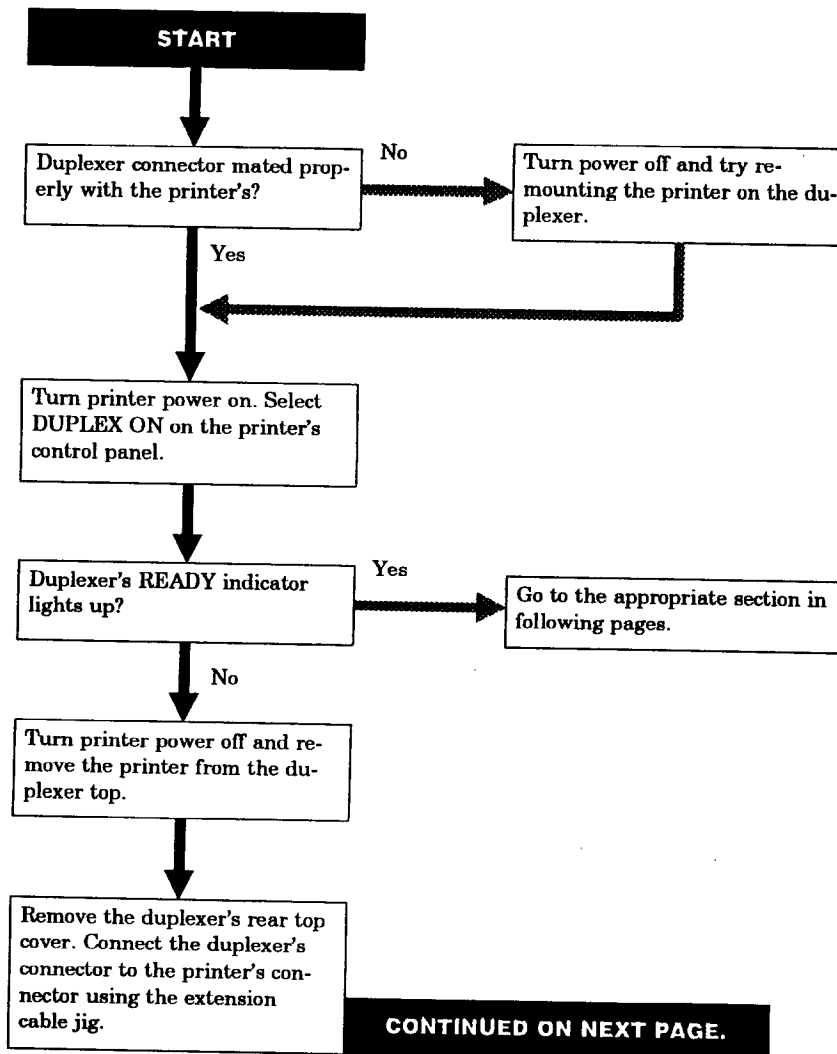 START
Duplexer connector mated prop-
erly with the printer's?
No
Turn power off and try re-
mounting the printer on the du-
plexer.
Yes
Turn printer power on. Select
DUPLEX ON on the printer's
control panel.
Duplexer's READY indicator
lights up?
Yes
Go to the appropriate section in
following pages.
No
Turn printer power off and re-
move the printer from the du-
plexer top.
Remove the duplexer's rear top
cover. Connect the duplexer's
connector to the printer's con-
nector using the extension
cable jig.
CONTINUED ON NEXT PAGE.